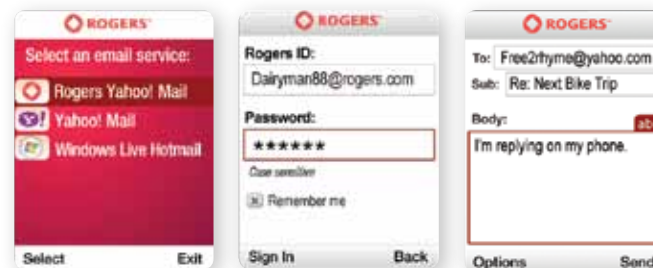 ROGERS
Select an email service:
Rogers Yahoo! Mail
Yahoo! Mail
Windows Live Hotmail
Select Exit
ROGERS
Rogers ID:
Dairyman88@rogers.com
Password:
******
Case sensitive
Remember me
Sign In Back
ROGERS
To: Free2rhyme@yahoo.com
Sub: Re: Next Bike Trip
Body:
ab
I'm replying on my phone.
Options Send